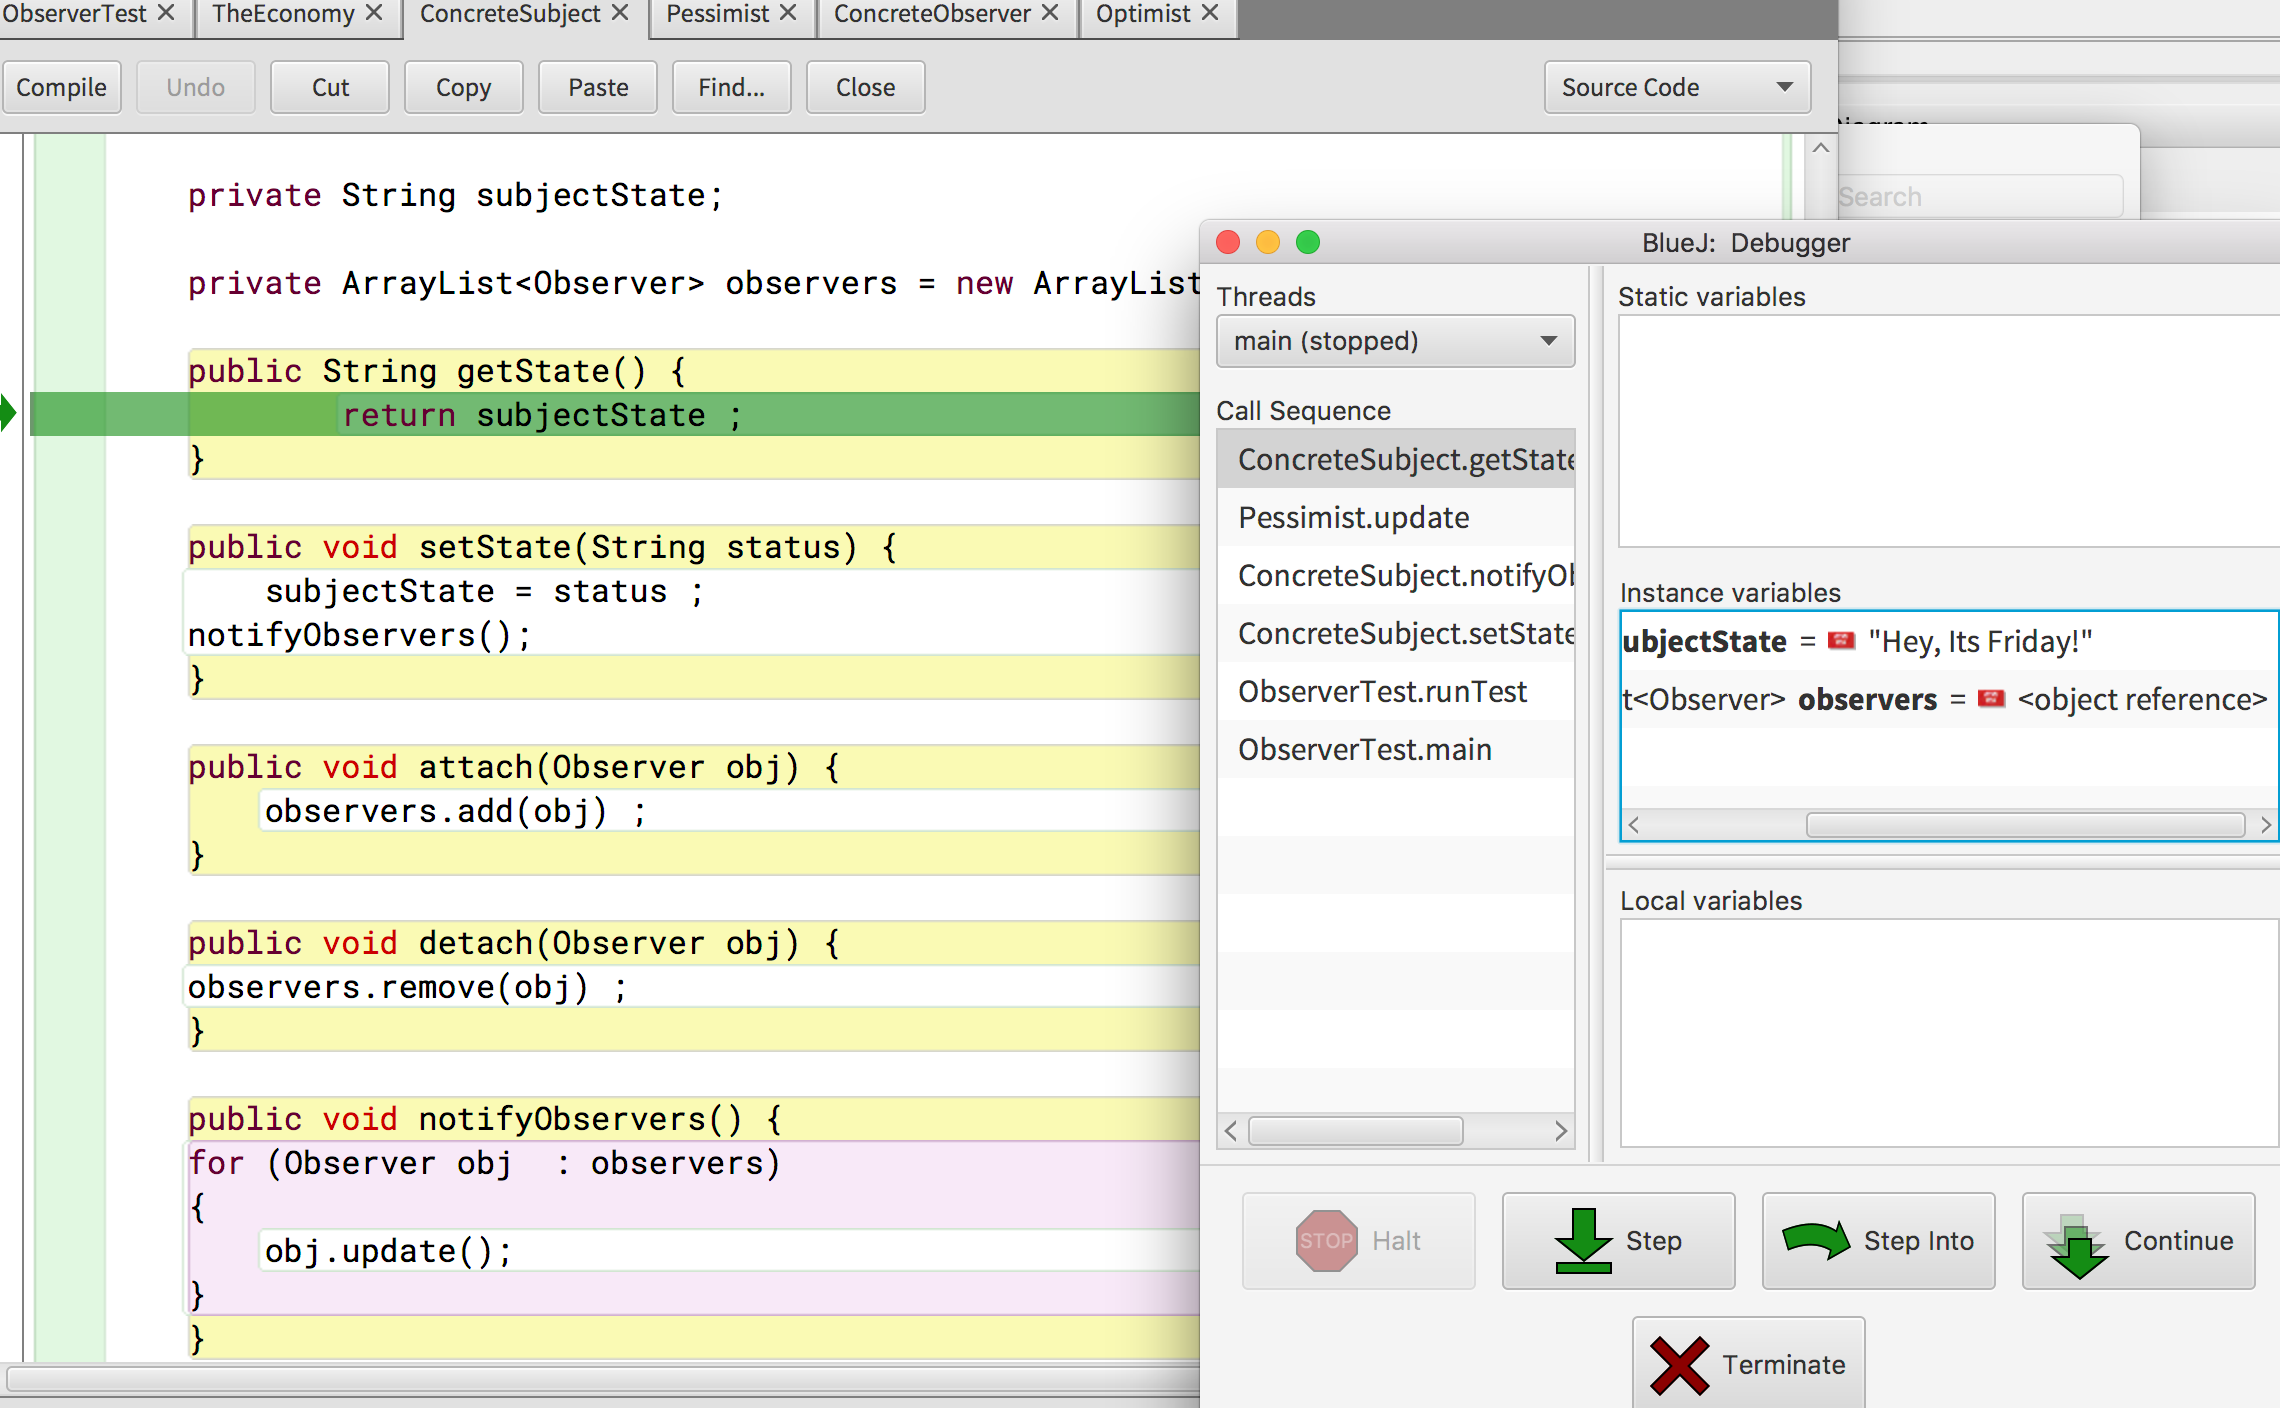 ObserverTest
TheEconomy
ConcreteSubject
Pessimist
ConcreteObserver
Optimist
Compile
Undo
Cut
Copy
Paste
Find...
Close
Source Code
Search
private String subjectState;
private ArrayList<Observer> observers = new ArrayList
public String getState() {
return subjectState ;
}
public void setState(String status) {
subjectState = status ;
notifyObservers();
}
public void attach(Observer obj) {
observers.add(obj) ;
}
public void detach(Observer obj) {
observers.remove(obj) ;
}
public void notifyObservers() {
for (Observer obj  : observers)
{
obj.update();
}
}
BlueJ:  Debugger
Threads
main (stopped)
Call Sequence
ConcreteSubject.getState
Pessimist.update
ConcreteSubject.notifyOb
ConcreteSubject.setState
ObserverTest.runTest
ObserverTest.main
Static variables
Instance variables
ubjectState = "Hey, Its Friday!"
t<Observer> observers = <object reference>
Local variables
STOP Halt
Step
Step Into
Continue
Terminate